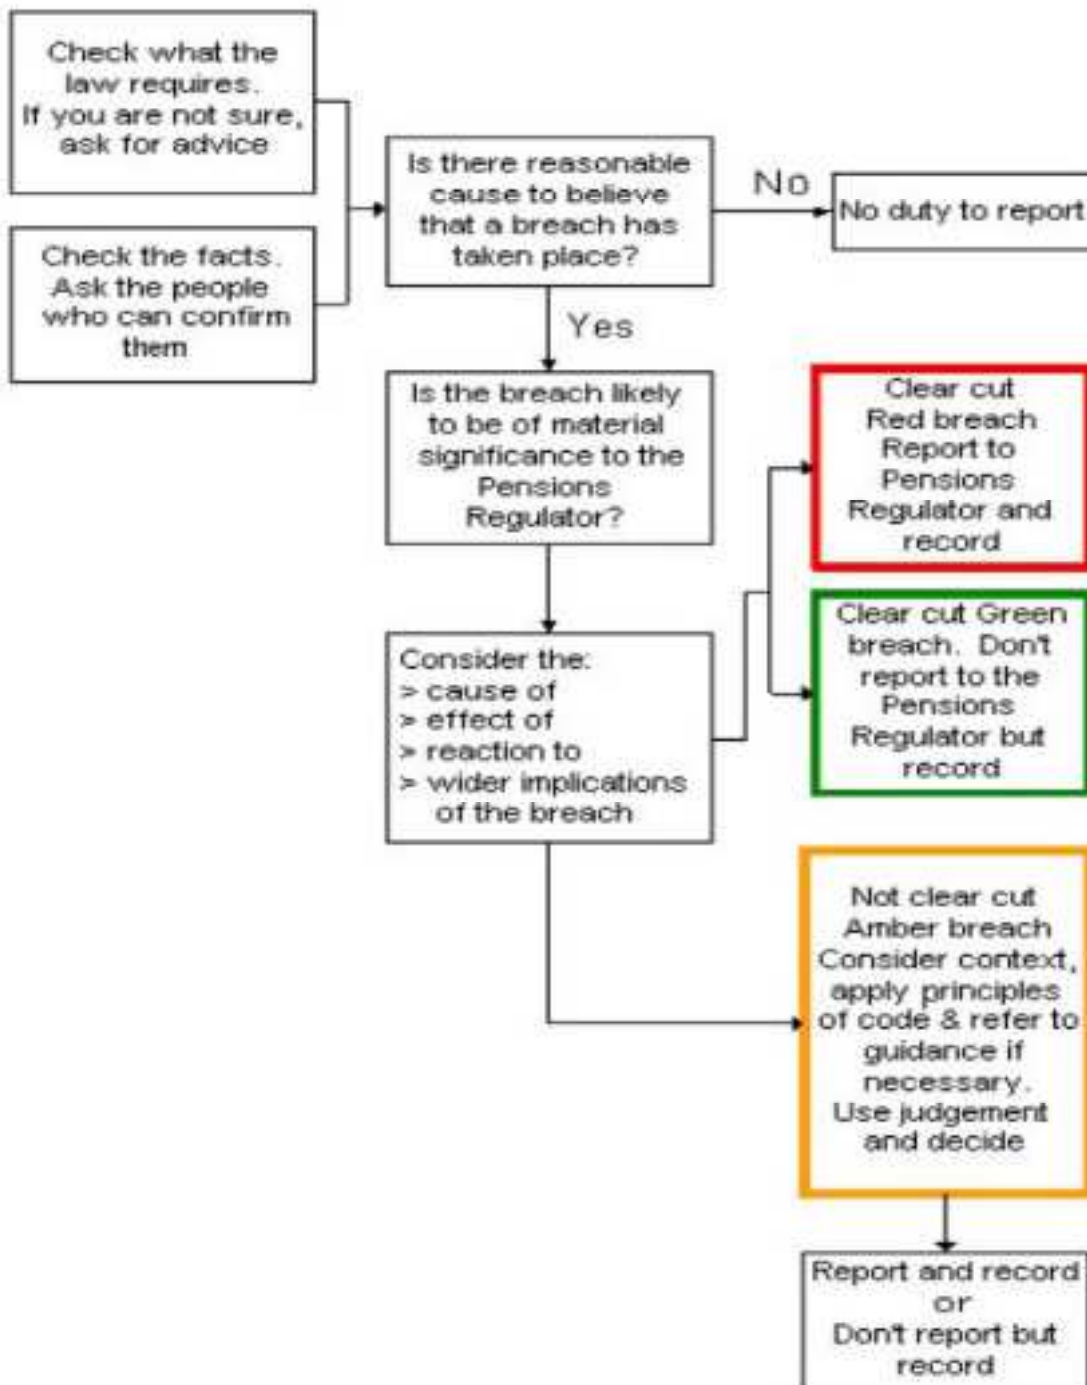 Check what the
law requires.
If you are not sure,
ask for advice
Check the facts.
Ask the people
who can confirm
them
Is there reasonable
cause to believe
that a breach has
taken place?
No
No duty to report
Yes
Is the breach likely
to be of material
significance to the
Pensions
Regulator?
Consider the:
> cause of
> effect of
> reaction to
> wider implications
of the breach
Clear cut
Red breach
Report to
Pensions
Regulator and
record
Clear cut Green
breach. Don't
report to the
Pensions
Regulator but
record
Not clear cut
Amber breach
Consider context,
apply principles
of code & refer to
guidance if
necessary.
Use judgement
and decide
Report and record
or
Don't report but
record